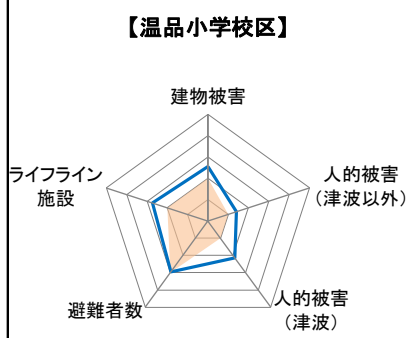 【温品小学校区】
建物被害
人的被害
（津波以外）
人的被害
（津波）
避難者数
ライフライン
施設